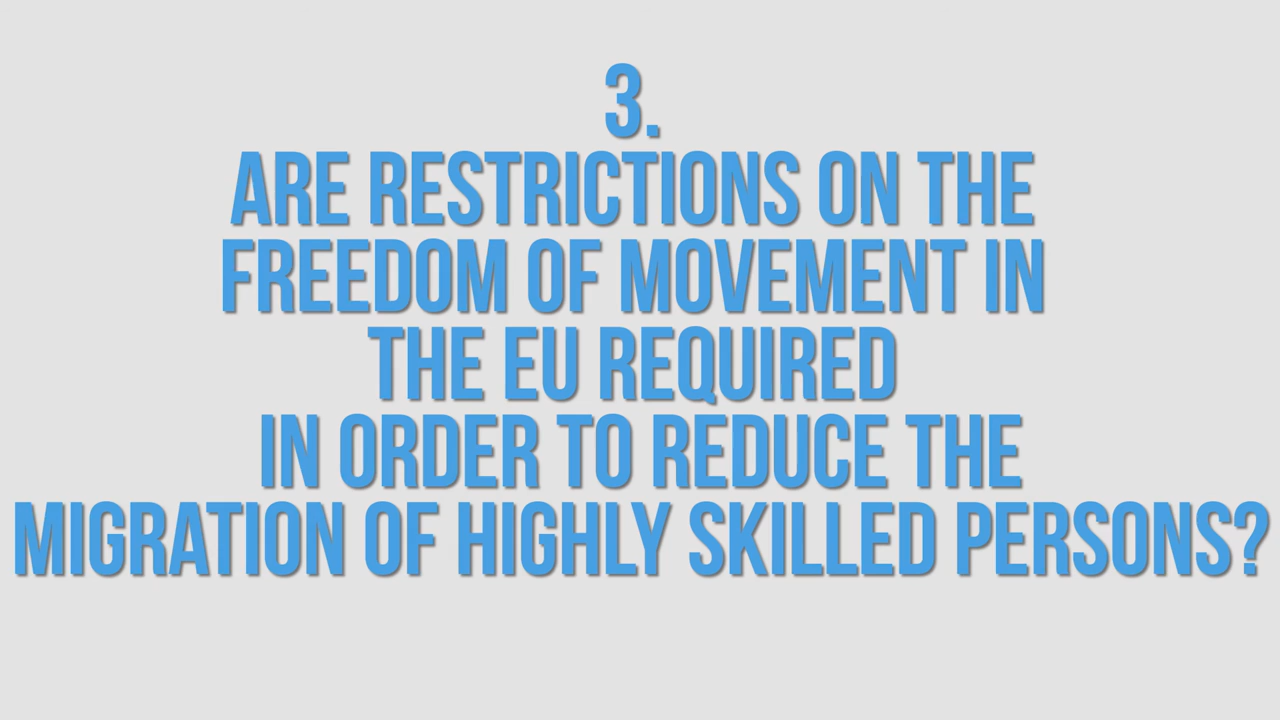 3.
ARE RESTRICTIONS ON THE
FREEDOM OF MOVEMENT IN
THE EU REQUIRED
IN ORDER TO REDUCE THE
MIGRATION OF HIGHLY SKILLED PERSONS?